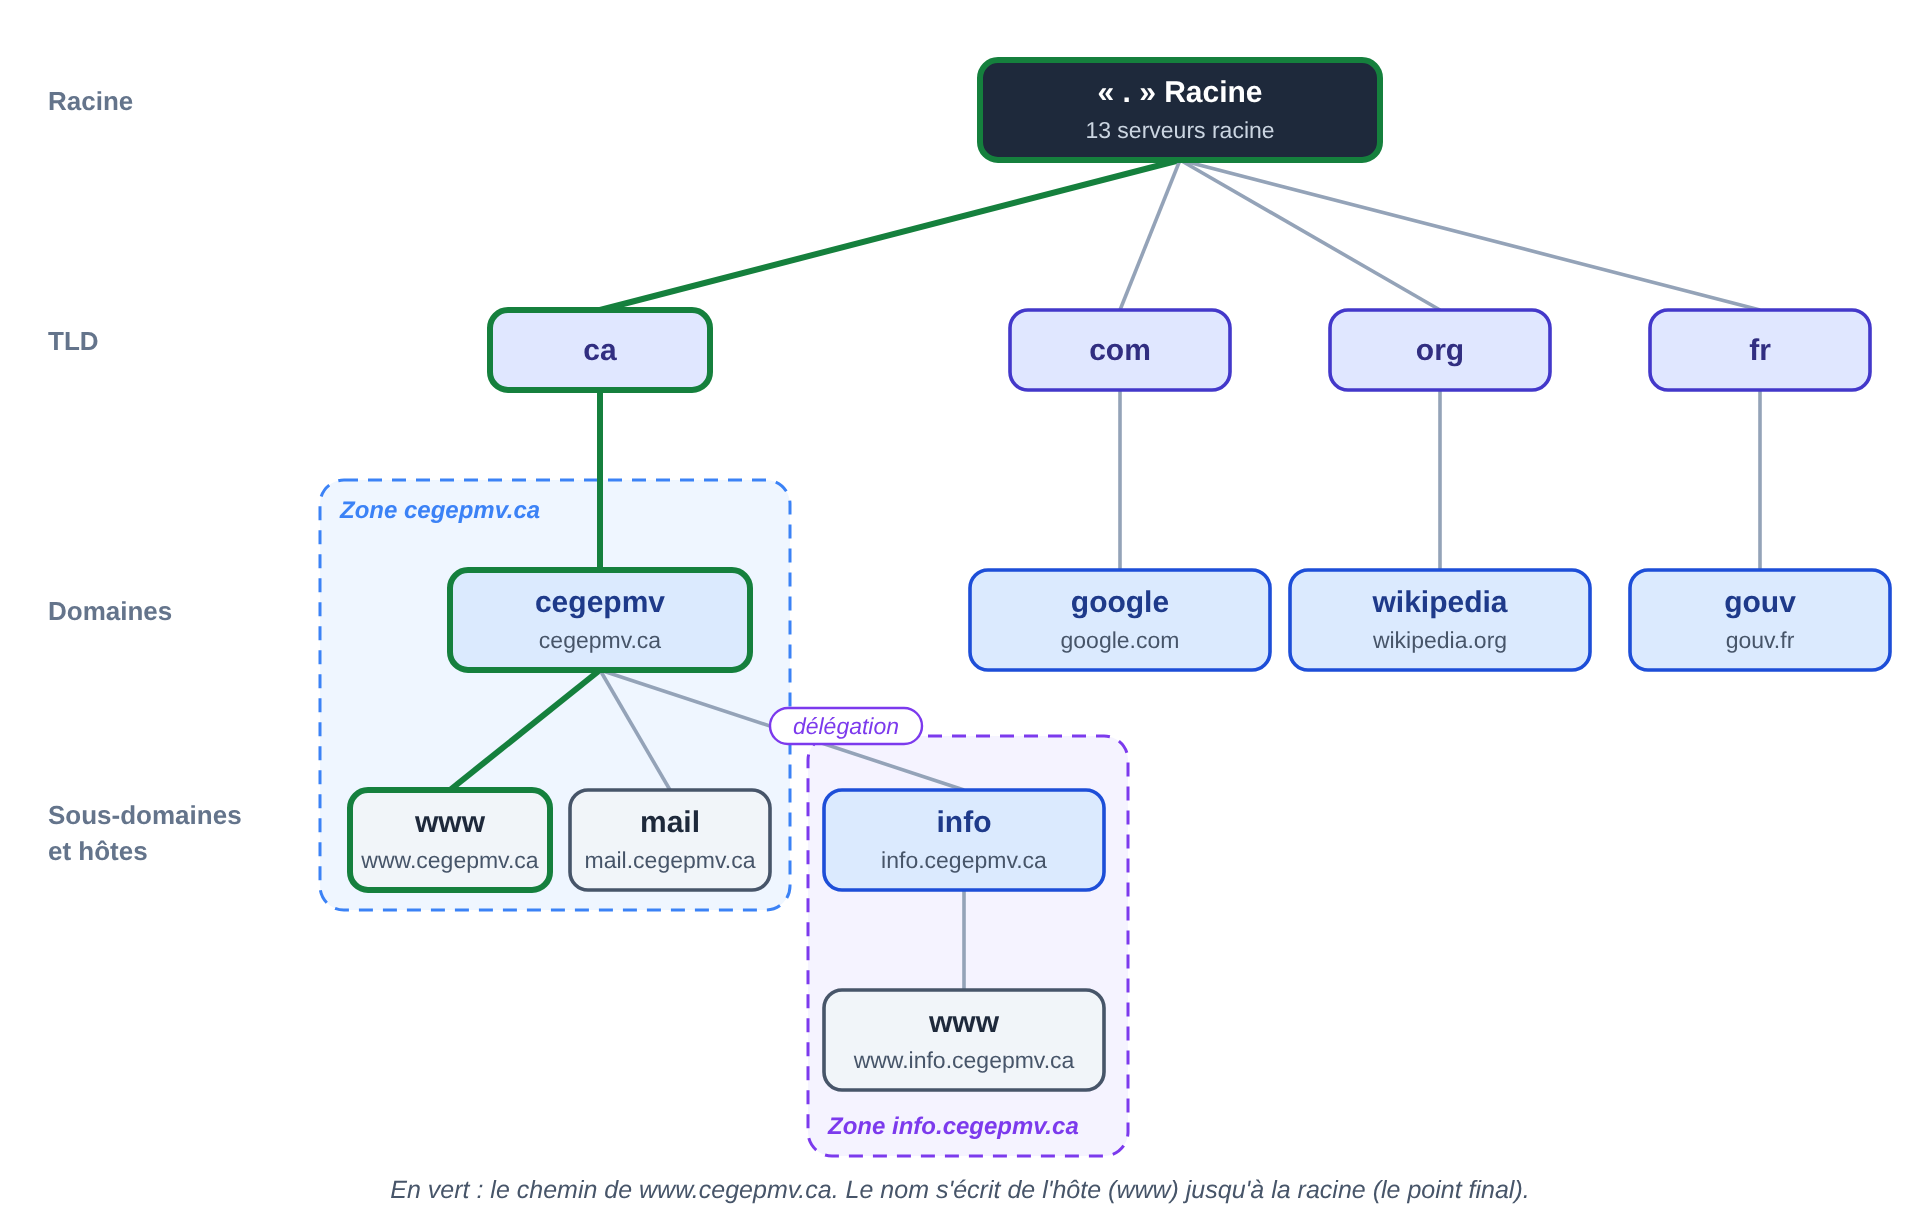 Racine
« . » Racine
13 serveurs racine
TLD
ca
com
org
fr
Zone cegepmv.ca
Domaines
cegepmv
cegepmv.ca
google
google.com
wikipedia
wikipedia.org
gouv
gouv.fr
délégation
Sous-domaines
et hôtes
www
www.cegepmv.ca
mail
mail.cegepmv.ca
info
info.cegepmv.ca
www
www.info.cegepmv.ca
Zone info.cegepmv.ca
En vert : le chemin de www.cegepmv.ca. Le nom s'écrit de l'hôte (www) jusqu'à la racine (le point final).